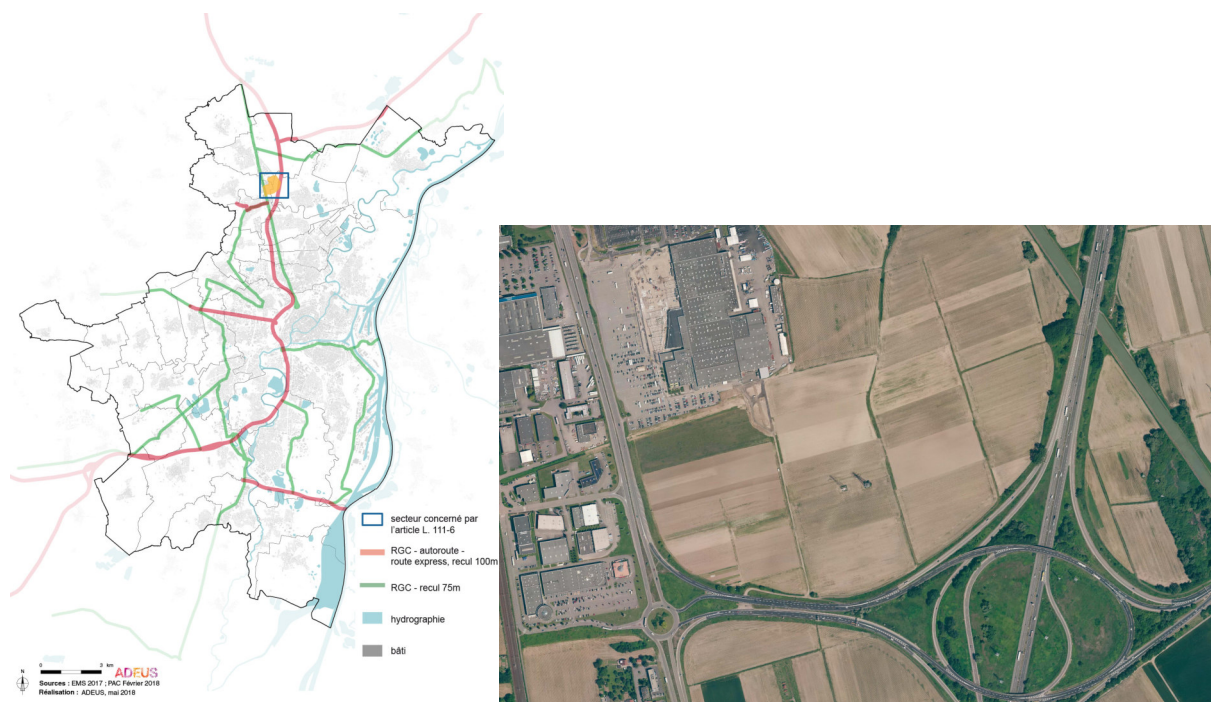 secteur concerné par
l'article L. 111-6
RGC - autoroute -
route express, recul 100m
RGC - recul 75m
hydrographie
bâti
0 3 km
N
ADEUS
Sources : EMS 2017 ; PAC Février 2018
Réalisation : ADEUS, mai 2018